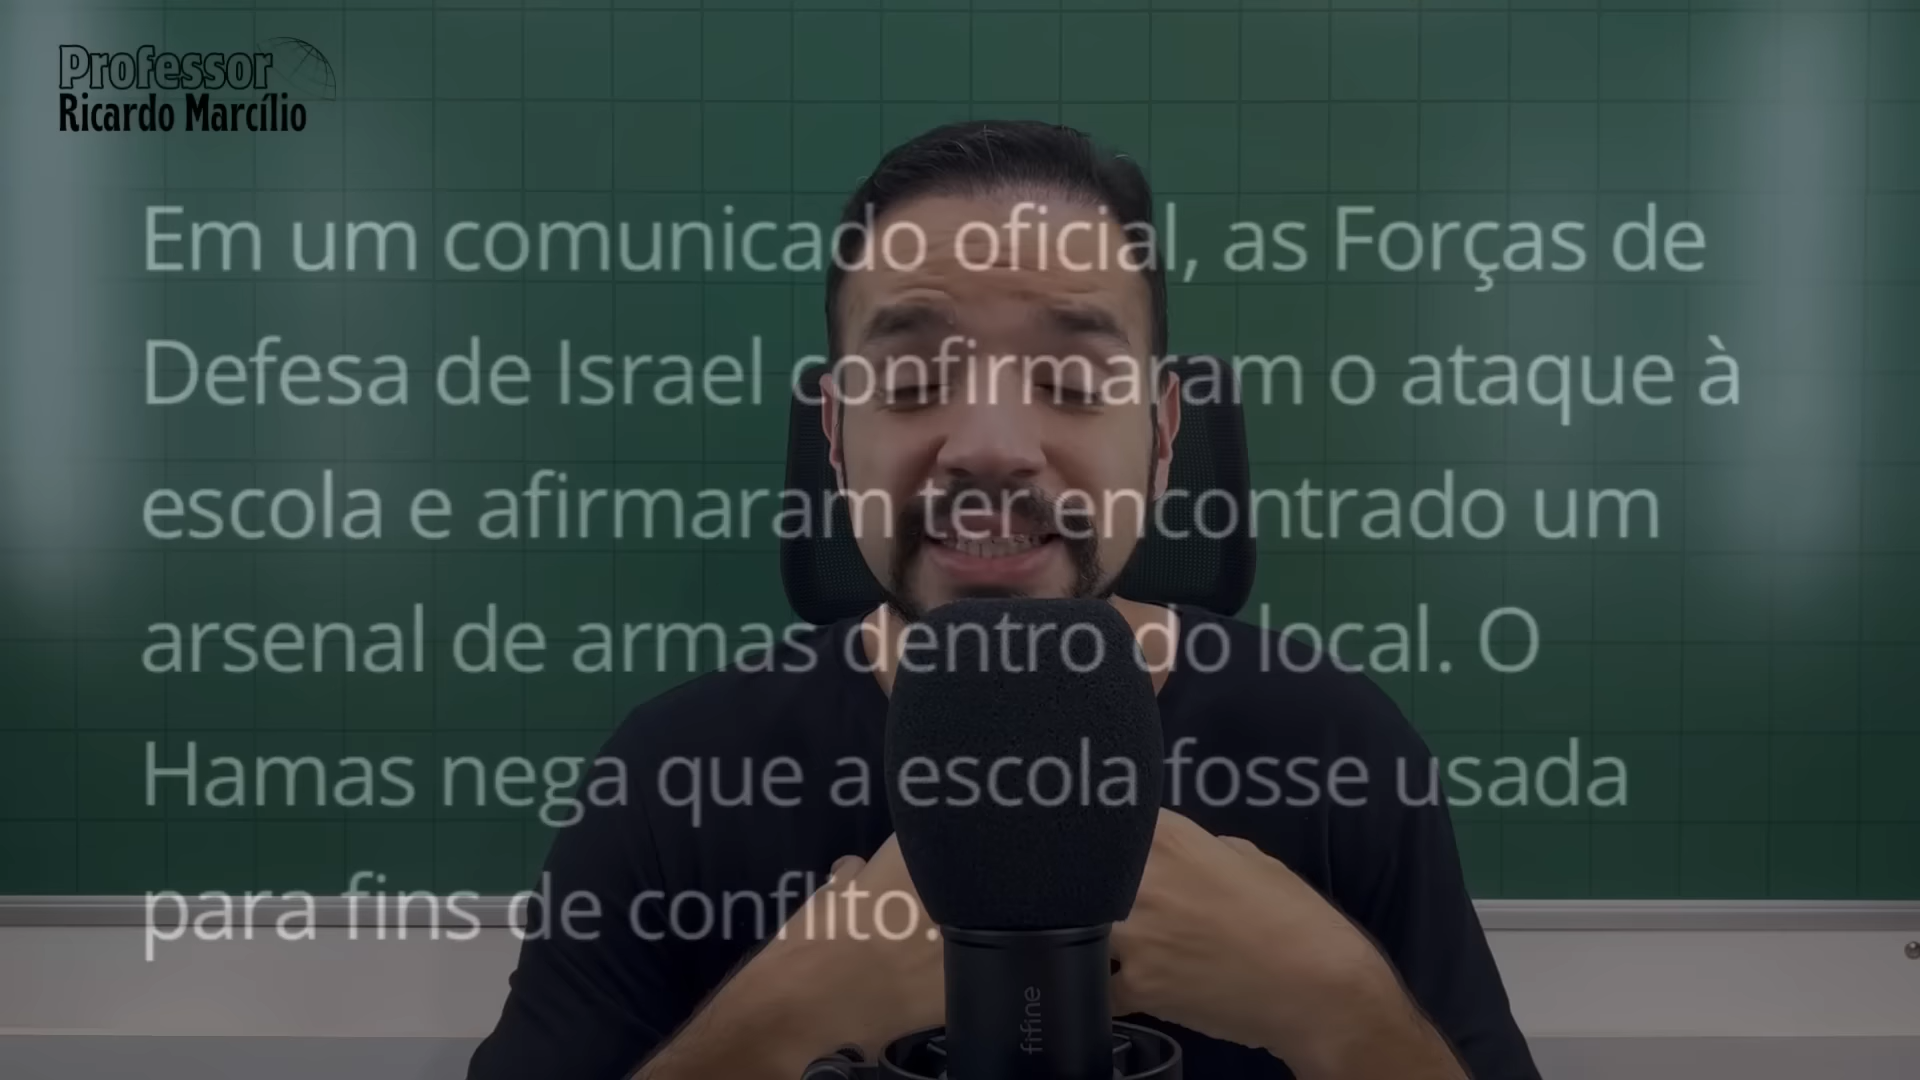 Professor
Ricardo Marcílio
Em um comunicado oficial, as Forças de
Defesa de Israel confirmaram o ataque à
escola e afirmaram ter encontrado um
arsenal de armas dentro do local. O
Hamas nega que a escola fosse usada
para fins de conflito.
fifine